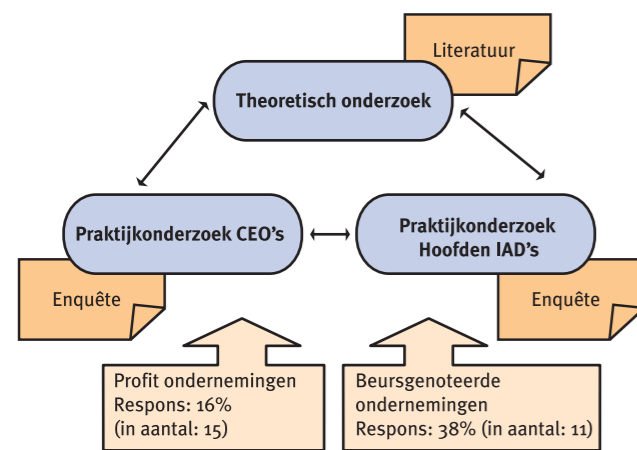 Literatuur
Theoretisch onderzoek
Praktijkonderzoek CEO's
Praktijkonderzoek
Hoofden IAD's
Enquête
Enquête
Profit ondernemingen
Respons: 16%
(in aantal: 15)
Beursgenoteerde
ondernemingen
Respons: 38% (in aantal: 11)